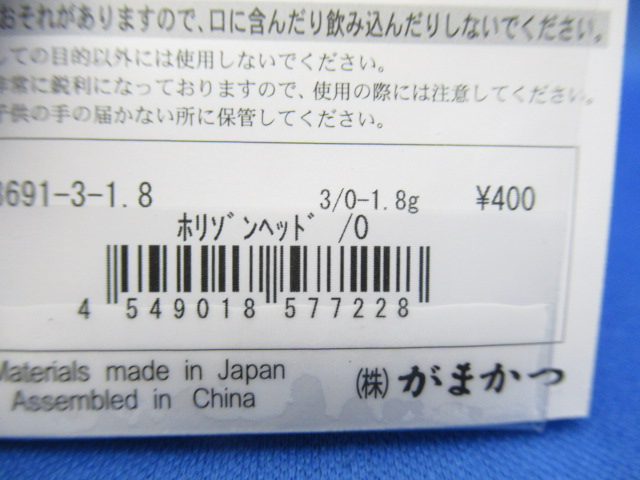 おそれがありますので、口に含んだり飲み込んだりしないでください。
しての目的以外には使用しないでください。
非常に鋭利になっておりますので、使用の際には注意してください。
子供の手の届かない所に保管してください。
8691-3-1.8 3/0-1.8g ¥400
ホリゾンヘッド /0
4 549018 577228
Materials made in Japan
Assembled in China
(株) がまかつ